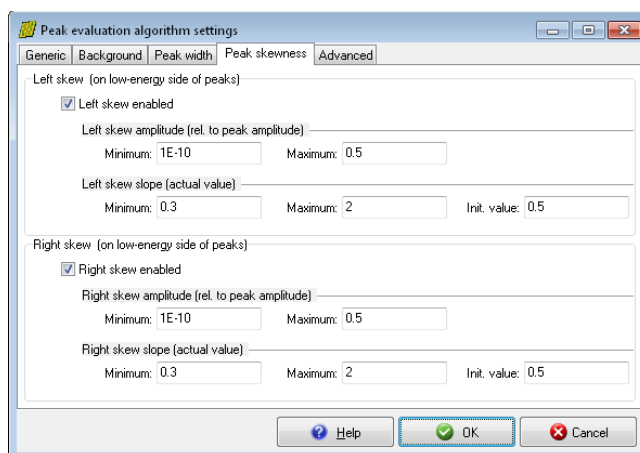 Peak evaluation algorithm settings
Generic Background Peak width Peak skewness Advanced
Left skew (on low-energy side of peaks)
Left skew enabled
Left skew amplitude (rel. to peak amplitude)
Minimum: 1E-10 Maximum: 0.5
Left skew slope (actual value)
Minimum: 0.3 Maximum: 2 Init. value: 0.5
Right skew (on low-energy side of peaks)
Right skew enabled
Right skew amplitude (rel. to peak amplitude)
Minimum: 1E-10 Maximum: 0.5
Right skew slope (actual value)
Minimum: 0.3 Maximum: 2 Init. value: 0.5
Help OK Cancel